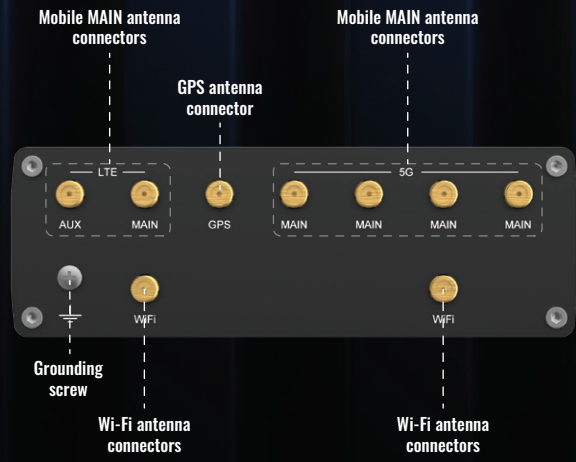 Mobile MAIN antenna
connectors
Mobile MAIN antenna
connectors
GPS antenna
connector
LTE
5G
AUX
MAIN
GPS
MAIN
MAIN
MAIN
MAIN
WiFi
WiFi
Grounding
screw
Wi-Fi antenna
connectors
Wi-Fi antenna
connectors